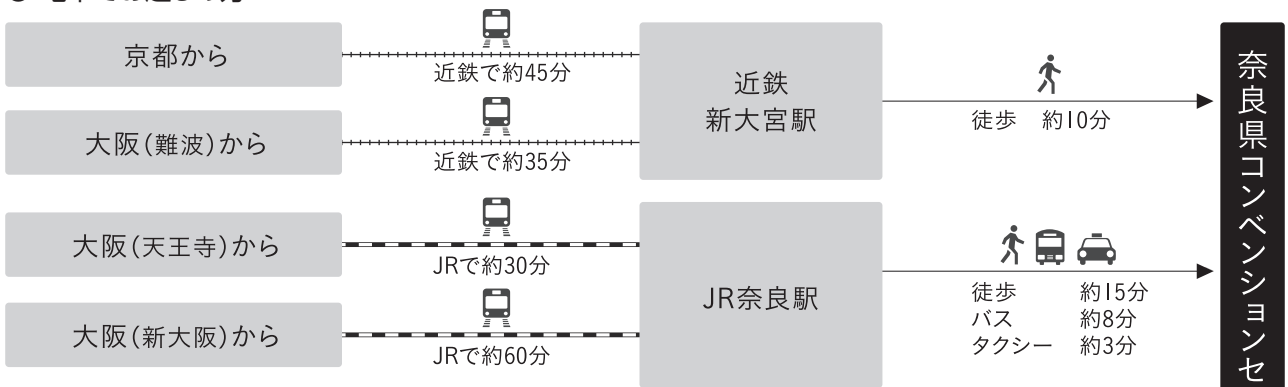 京都から
近鉄で約45分
大阪(難波)から
近鉄で約35分
近鉄
新大宮駅
徒歩 約10分
大阪(天王寺)から
JRで約30分
大阪(新大阪)から
JRで約60分
JR奈良駅
徒歩 約15分
バス 約8分
タクシー 約3分
奈良県コンベンションセ